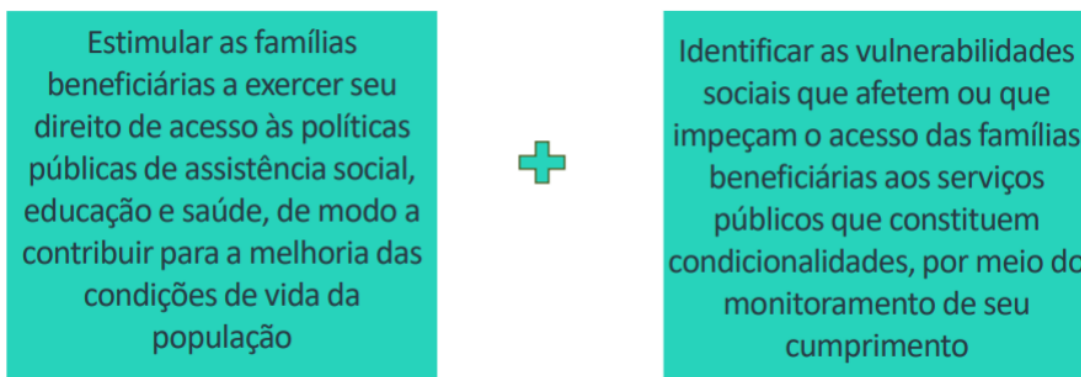 Estimular as famílias
beneficiárias a exercer seu
direito de acesso às políticas
públicas de assistência social,
educação e saúde, de modo a
contribuir para a melhoria das
condições de vida da
população
Identificar as vulnerabilidades
sociais que afetem ou que
impeçam o acesso das famílias
beneficiárias aos serviços
públicos que constituem
condicionalidades, por meio do
monitoramento de seu
cumprimento